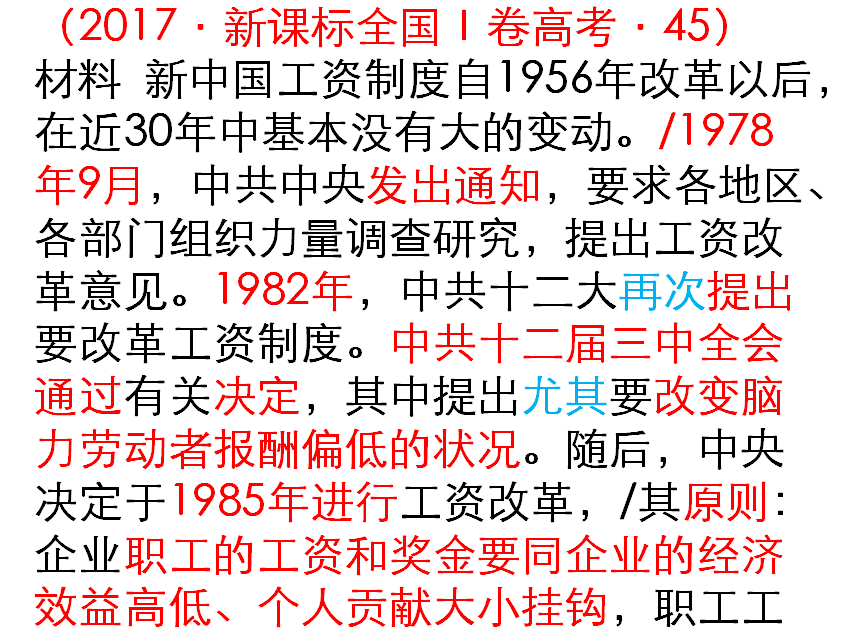 （2017·新课标全国Ⅰ卷高考·45）
材料 新中国工资制度自1956年改革以后，
在近30年中基本没有大的变动。/1978
年9月，中共中央发出通知，要求各地区、
各部门组织力量调查研究，提出工资改
革意见。1982年，中共十二大再次提出
要改革工资制度。中共十二届三中全会
通过有关决定，其中提出尤其要改变脑
力劳动者报酬偏低的状况。随后，中央
决定于1985年进行工资改革，/其原则：
企业职工的工资和奖金要同企业的经济
效益高低、个人贡献大小挂钩，职工工